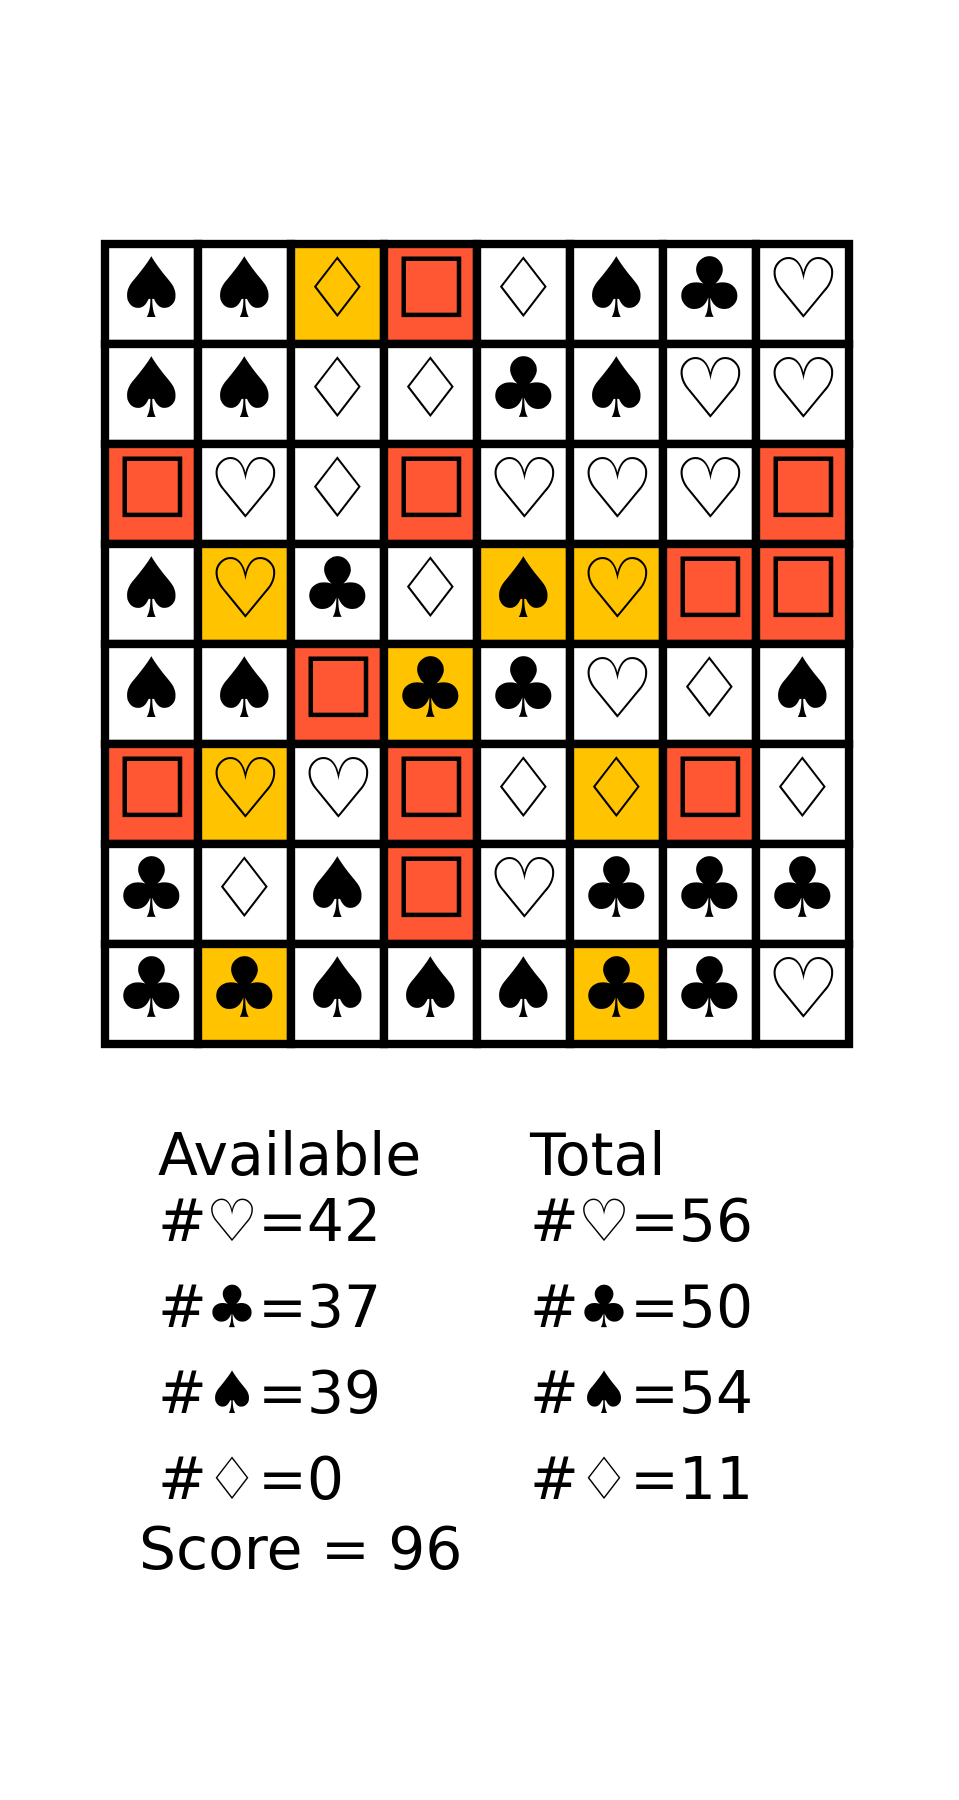 ♠ ♠ ♢ □ ♢ ♠ ♣ ♡
♠ ♠ ♢ ♢ ♣ ♠ ♡ ♡
□ ♡ ♢ □ ♡ ♡ ♡ □
♠ ♡ ♣ ♢ ♠ ♡ □ □
♠ ♠ □ ♣ ♣ ♡ ♢ ♠
□ ♡ ♡ □ ♢ ♢ □ ♢
♣ ♢ ♠ □ ♡ ♣ ♣ ♣
♣ ♣ ♠ ♠ ♠ ♣ ♣ ♡
Available
#♡=42
#♣=37
#♠=39
#♢=0
Total
#♡=56
#♣=50
#♠=54
#♢=11
Score = 96